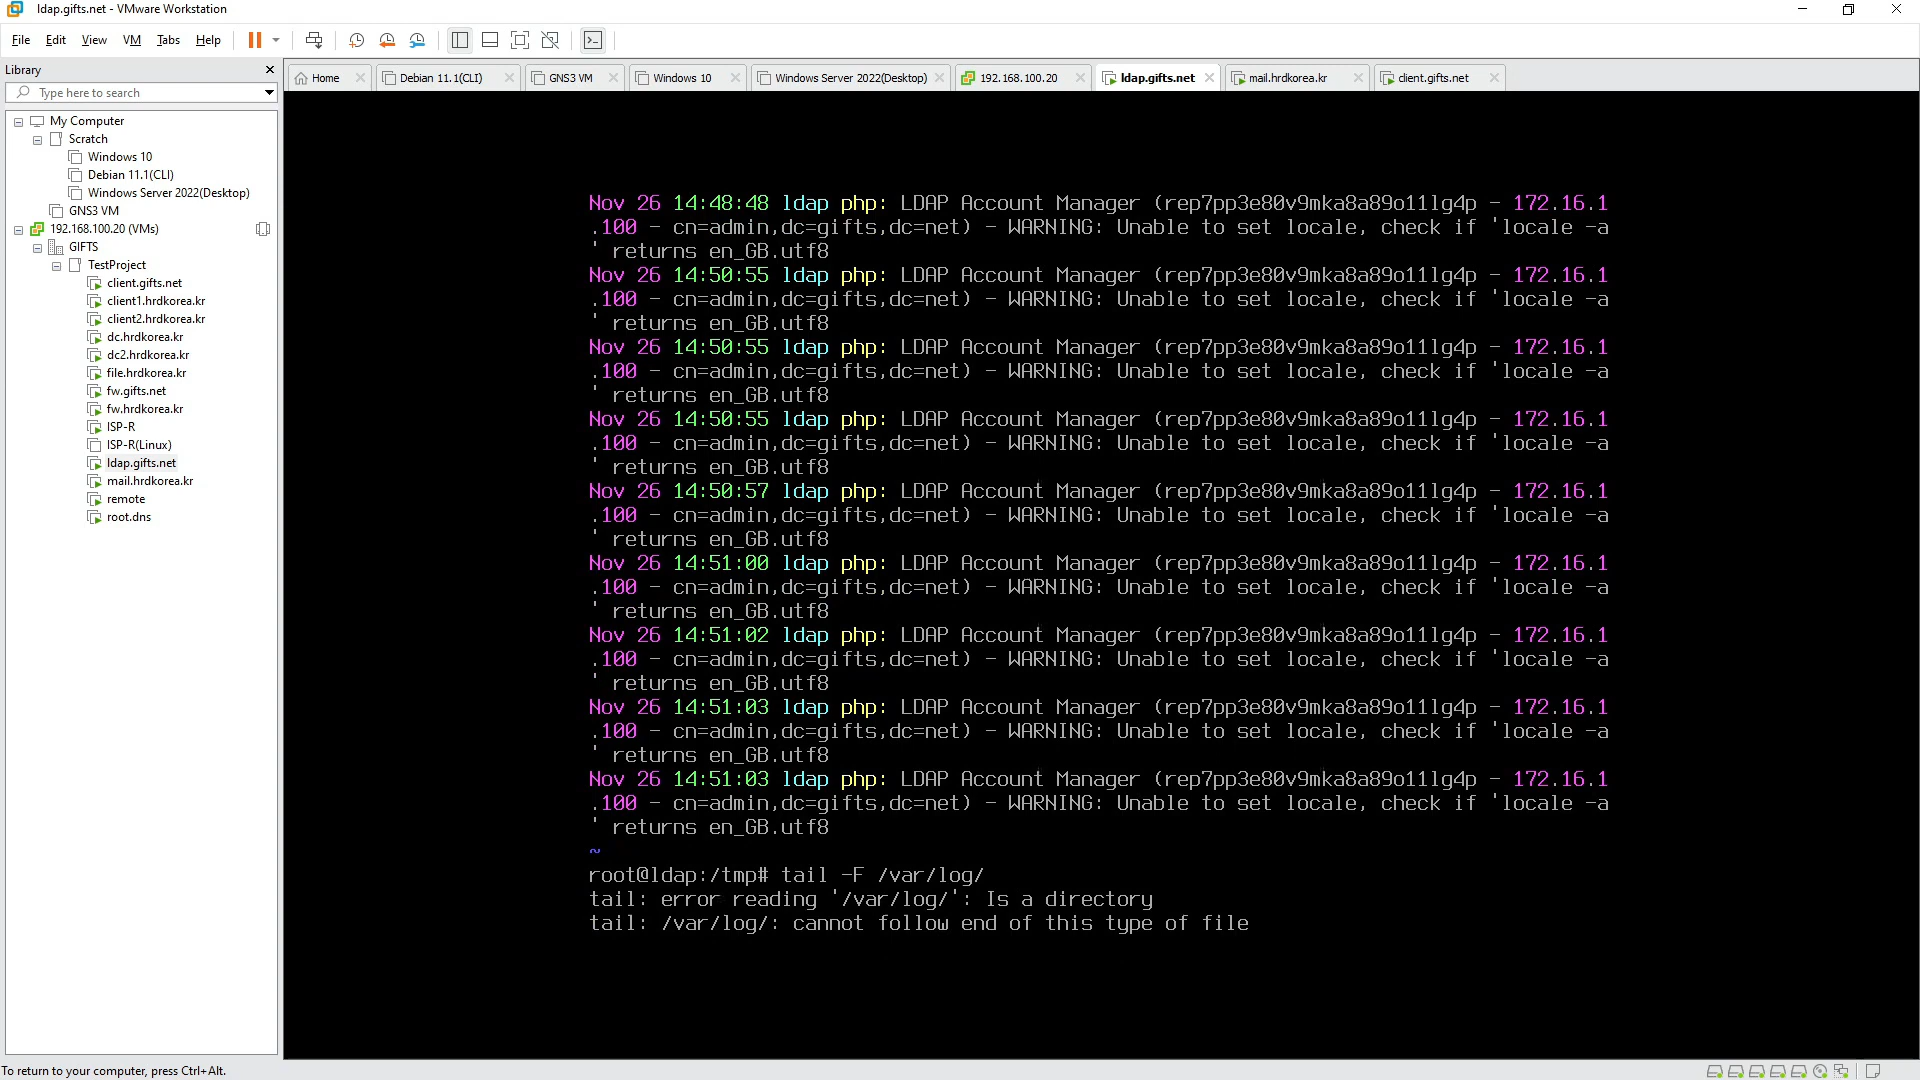 ldap.gifts.net - VMware Workstation
File Edit View VM Tabs Help
Library
Type here to search
Home
Debian 11.1(CLI)
GNS3 VM
Windows 10
Windows Server 2022(Desktop)
192.168.100.20
ldap.gifts.net
mail.hrdkorea.kr
client.gifts.net
My Computer
Scratch
Windows 10
Debian 11.1(CLI)
Windows Server 2022(Desktop)
GNS3 VM
192.168.100.20 (VMs)
GIFTS
TestProject
client.gifts.net
client1.hrdkorea.kr
client2.hrdkorea.kr
dc.hrdkorea.kr
dc2.hrdkorea.kr
file.hrdkorea.kr
fw.gifts.net
fw.hrdkorea.kr
ISP-R
ISP-R(Linux)
ldap.gifts.net
mail.hrdkorea.kr
remote
root.dns
Nov 26 14:48:48 ldap php: LDAP Account Manager (rep7pp3e80v9mka8a89o11lg4p - 172.16.1
.100 - cn=admin,dc=gifts,dc=net) - WARNING: Unable to set locale, check if 'locale -a
' returns en_GB.utf8
Nov 26 14:50:55 ldap php: LDAP Account Manager (rep7pp3e80v9mka8a89o11lg4p - 172.16.1
.100 - cn=admin,dc=gifts,dc=net) - WARNING: Unable to set locale, check if 'locale -a
' returns en_GB.utf8
Nov 26 14:50:55 ldap php: LDAP Account Manager (rep7pp3e80v9mka8a89o11lg4p - 172.16.1
.100 - cn=admin,dc=gifts,dc=net) - WARNING: Unable to set locale, check if 'locale -a
' returns en_GB.utf8
Nov 26 14:50:55 ldap php: LDAP Account Manager (rep7pp3e80v9mka8a89o11lg4p - 172.16.1
.100 - cn=admin,dc=gifts,dc=net) - WARNING: Unable to set locale, check if 'locale -a
' returns en_GB.utf8
Nov 26 14:50:57 ldap php: LDAP Account Manager (rep7pp3e80v9mka8a89o11lg4p - 172.16.1
.100 - cn=admin,dc=gifts,dc=net) - WARNING: Unable to set locale, check if 'locale -a
' returns en_GB.utf8
Nov 26 14:51:00 ldap php: LDAP Account Manager (rep7pp3e80v9mka8a89o11lg4p - 172.16.1
.100 - cn=admin,dc=gifts,dc=net) - WARNING: Unable to set locale, check if 'locale -a
' returns en_GB.utf8
Nov 26 14:51:02 ldap php: LDAP Account Manager (rep7pp3e80v9mka8a89o11lg4p - 172.16.1
.100 - cn=admin,dc=gifts,dc=net) - WARNING: Unable to set locale, check if 'locale -a
' returns en_GB.utf8
Nov 26 14:51:03 ldap php: LDAP Account Manager (rep7pp3e80v9mka8a89o11lg4p - 172.16.1
.100 - cn=admin,dc=gifts,dc=net) - WARNING: Unable to set locale, check if 'locale -a
' returns en_GB.utf8
Nov 26 14:51:03 ldap php: LDAP Account Manager (rep7pp3e80v9mka8a89o11lg4p - 172.16.1
.100 - cn=admin,dc=gifts,dc=net) - WARNING: Unable to set locale, check if 'locale -a
' returns en_GB.utf8
~
root@ldap:/tmp# tail -F /var/log/
tail: error reading '/var/log/': Is a directory
tail: /var/log/: cannot follow end of this type of file
To return to your computer, press Ctrl+Alt.